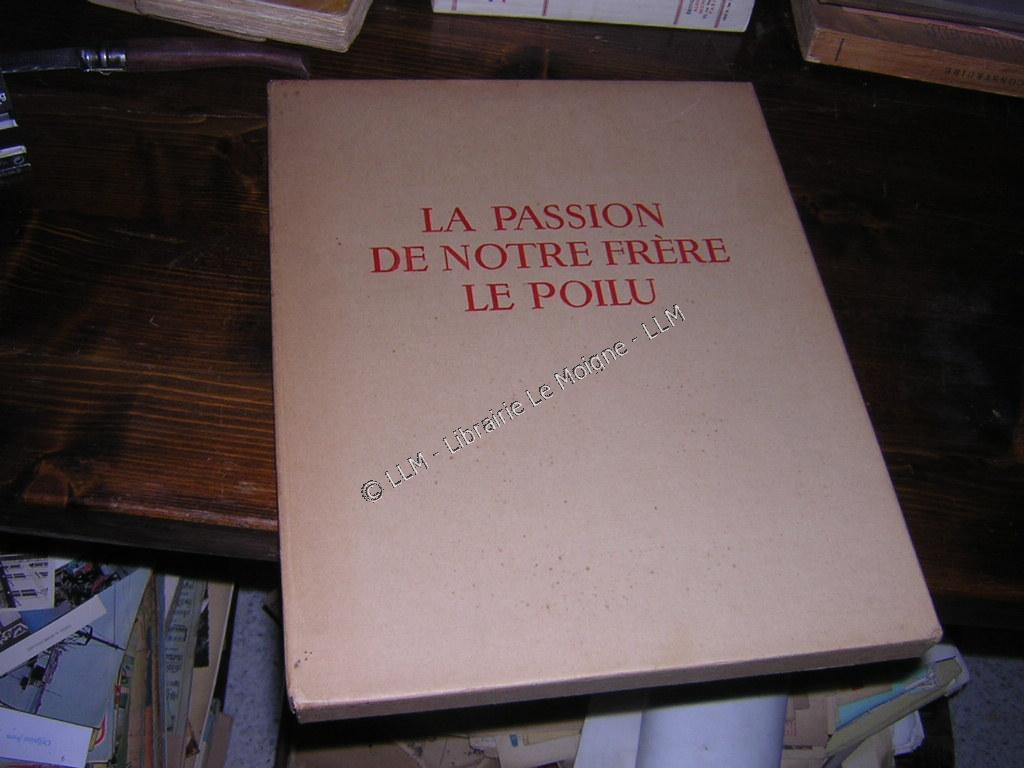 LA PASSION
DE NOTRE FRÈRE
LE POILU
© LLM - Librairie Le Moigne - LLM